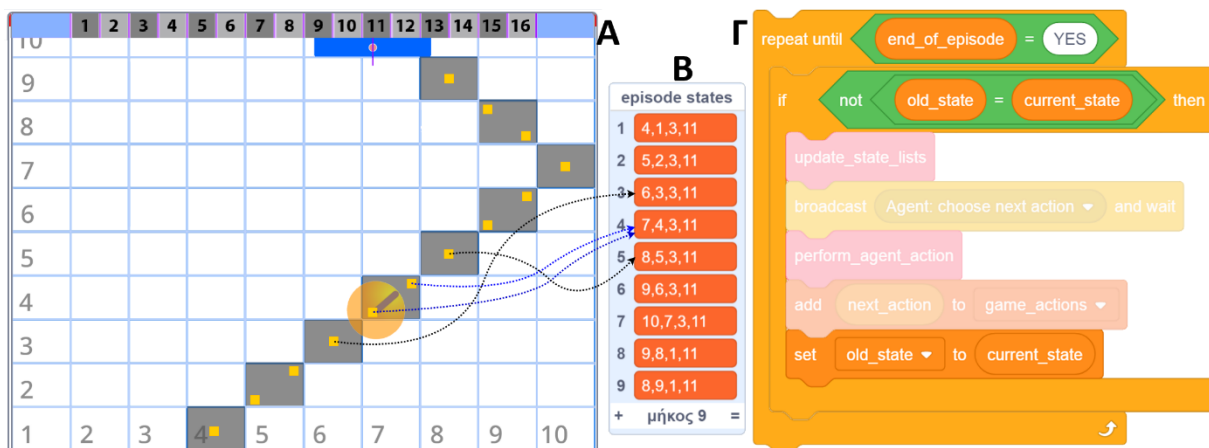 1 2 3 4 5 6 7 8 9 10 11 12 13 14 15 16
10
9
8
7
6
5
4
3
2
1 2 3 4 5 6 7 8 9 10
A
B
episode states
1 4,1,3,11
2 5,2,3,11
3 6,3,3,11
4 7,4,3,11
5 8,5,3,11
6 9,6,3,11
7 10,7,3,11
8 9,8,1,11
9 8,9,1,11
+ μήκος 9 =
Γ
repeat until end_of_episode = YES
if not old_state = current_state then
update_state_lists
broadcast Agent: choose next action and wait
perform_agent_action
add next_action to game_actions
set old_state to current_state